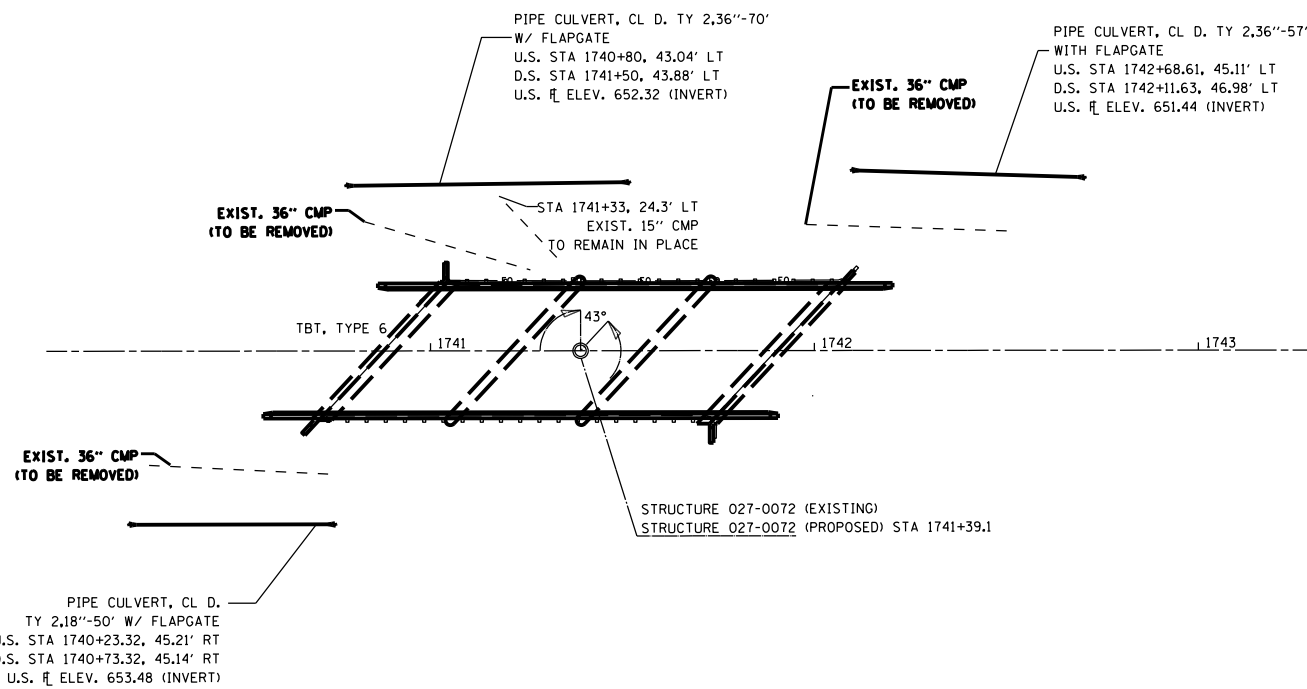 PIPE CULVERT, CL D. TY 2,36''-70'
W/ FLAPGATE
U.S. STA 1740+80, 43.04' LT
D.S. STA 1741+50, 43.88' LT
U.S. FL ELEV. 652.32 (INVERT)
PIPE CULVERT, CL D. TY 2,36''-57'
WITH FLAPGATE
U.S. STA 1742+68.61, 45.11' LT
D.S. STA 1742+11.63, 46.98' LT
U.S. FL ELEV. 651.44 (INVERT)
EXIST. 36'' CMP
(TO BE REMOVED)
EXIST. 36'' CMP
(TO BE REMOVED)
STA 1741+33, 24.3' LT
EXIST. 15'' CMP
TO REMAIN IN PLACE
TBT, TYPE 6
43°
1741
1742
1743
EXIST. 36'' CMP
(TO BE REMOVED)
STRUCTURE 027-0072 (EXISTING)
STRUCTURE 027-0072 (PROPOSED) STA 1741+39.1
PIPE CULVERT, CL D.
TY 2,18''-50' W/ FLAPGATE
U.S. STA 1740+23.32, 45.21' RT
D.S. STA 1740+73.32, 45.14' RT
U.S. FL ELEV. 653.48 (INVERT)